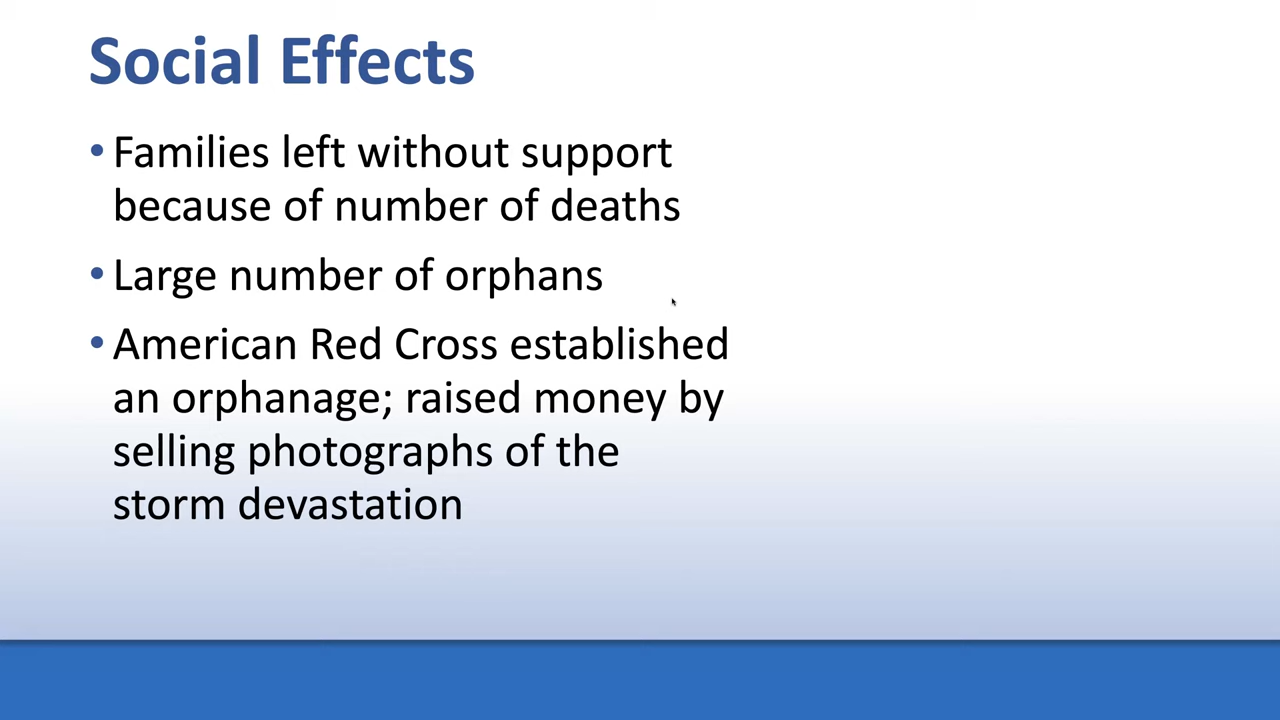 Social Effects
• Families left without support
because of number of deaths
• Large number of orphans
• American Red Cross established
an orphanage; raised money by
selling photographs of the
storm devastation